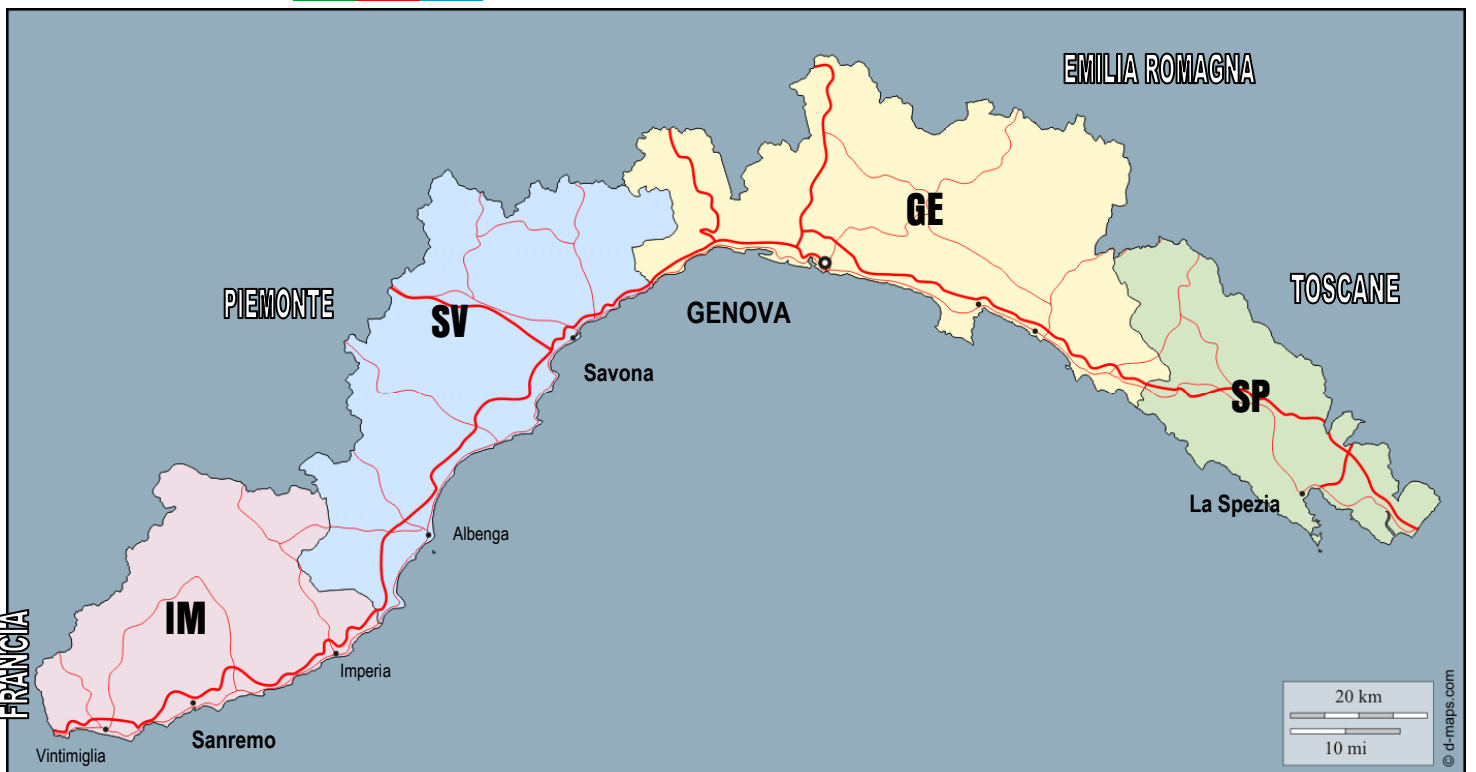 EMILIA ROMAGNA
GE
TOSCANE
PIEMONTE
SV
GENOVA
Savona
SP
La Spezia
Albenga
IM
FRANCIA
Imperia
Sanremo
Vintimiglia
20 km
10 mi
© d-maps.com